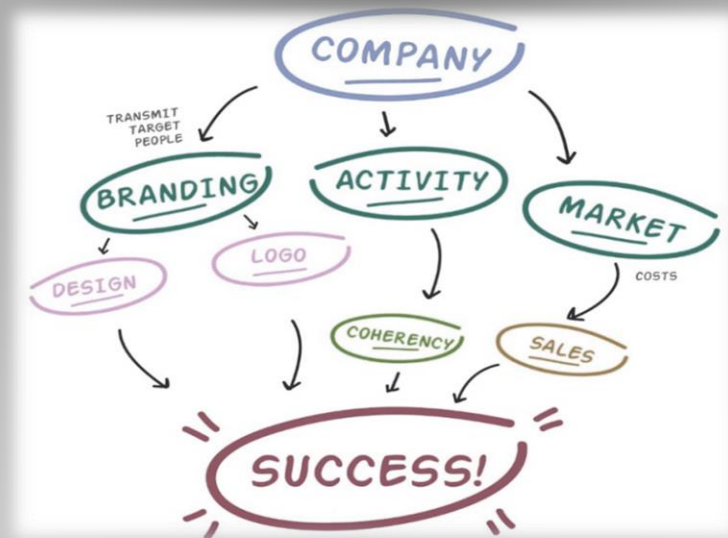 COMPANY
TRANSMIT
TARGET
PEOPLE
BRANDING
ACTIVITY
MARKET
DESIGN
LOGO
COSTS
COHERENCY
SALES
SUCCESS!